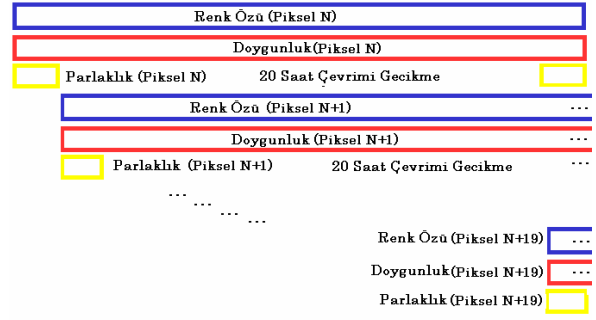 Renk Özü (Piksel N)
Doygunluk(Piksel N)
Parlaklık (Piksel N) 20 Saat Çevrimi Gecikme
Renk Özü (Piksel N+1) ...
Doygunluk (Piksel N+1) ...
Parlaklık (Piksel N+1) 20 Saat Çevrimi Gecikme ...
...
...
...
...
Renk Özü (Piksel N+19) ...
Doygunluk(Piksel N+19) ...
Parlaklık (Piksel N+19)